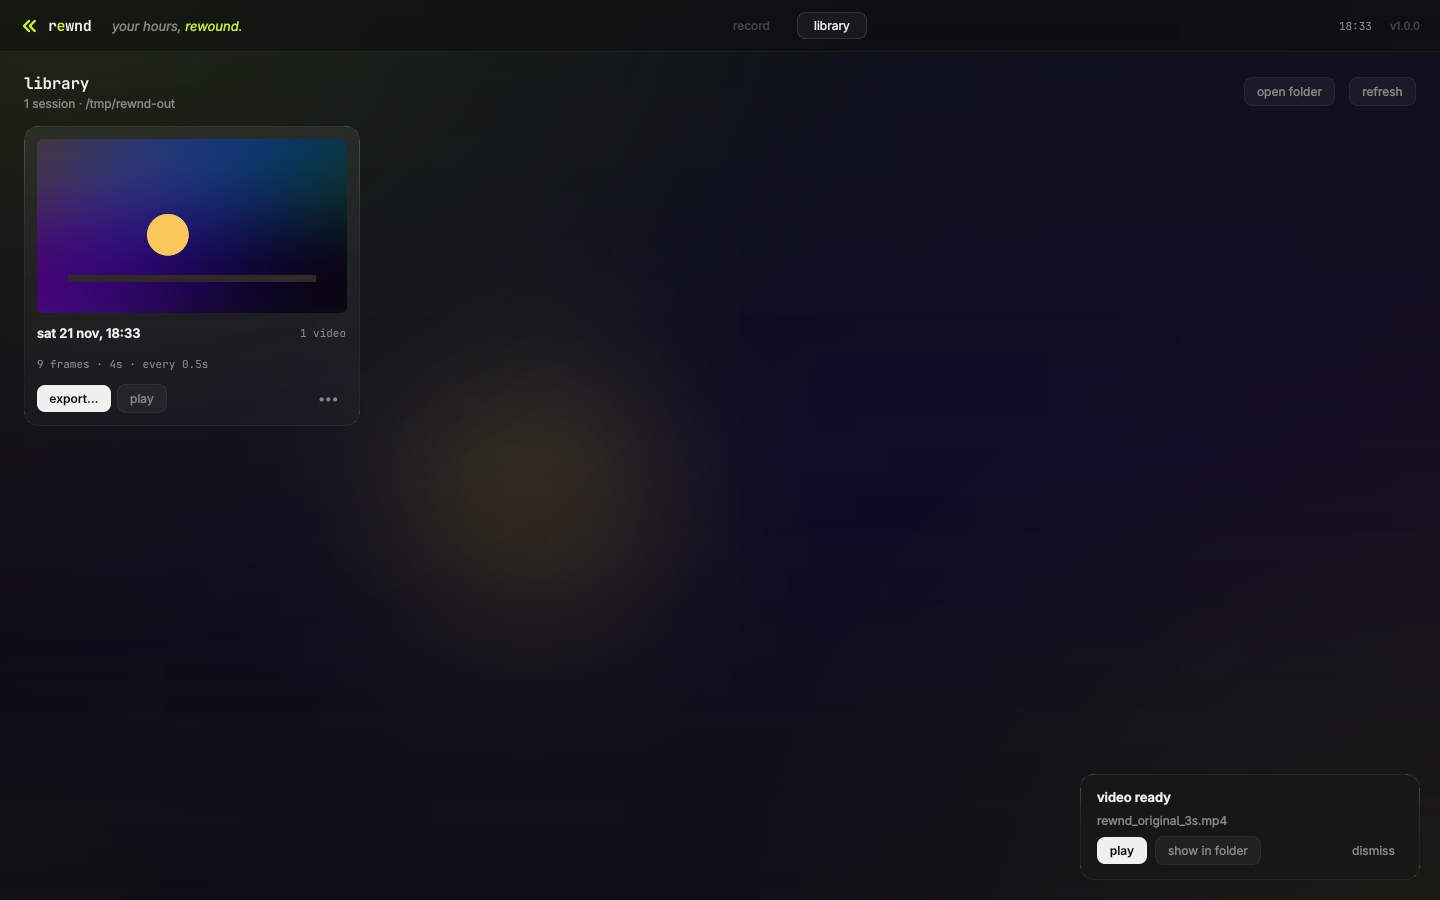 rewnd your hours, rewound. record library 18:33 v1.0.0
library
1 session · /tmp/rewnd-out
open folder refresh
sat 21 nov, 18:33 1 video
9 frames · 4s · every 0.5s
export... play •••
video ready
rewnd_original_3s.mp4
play show in folder dismiss